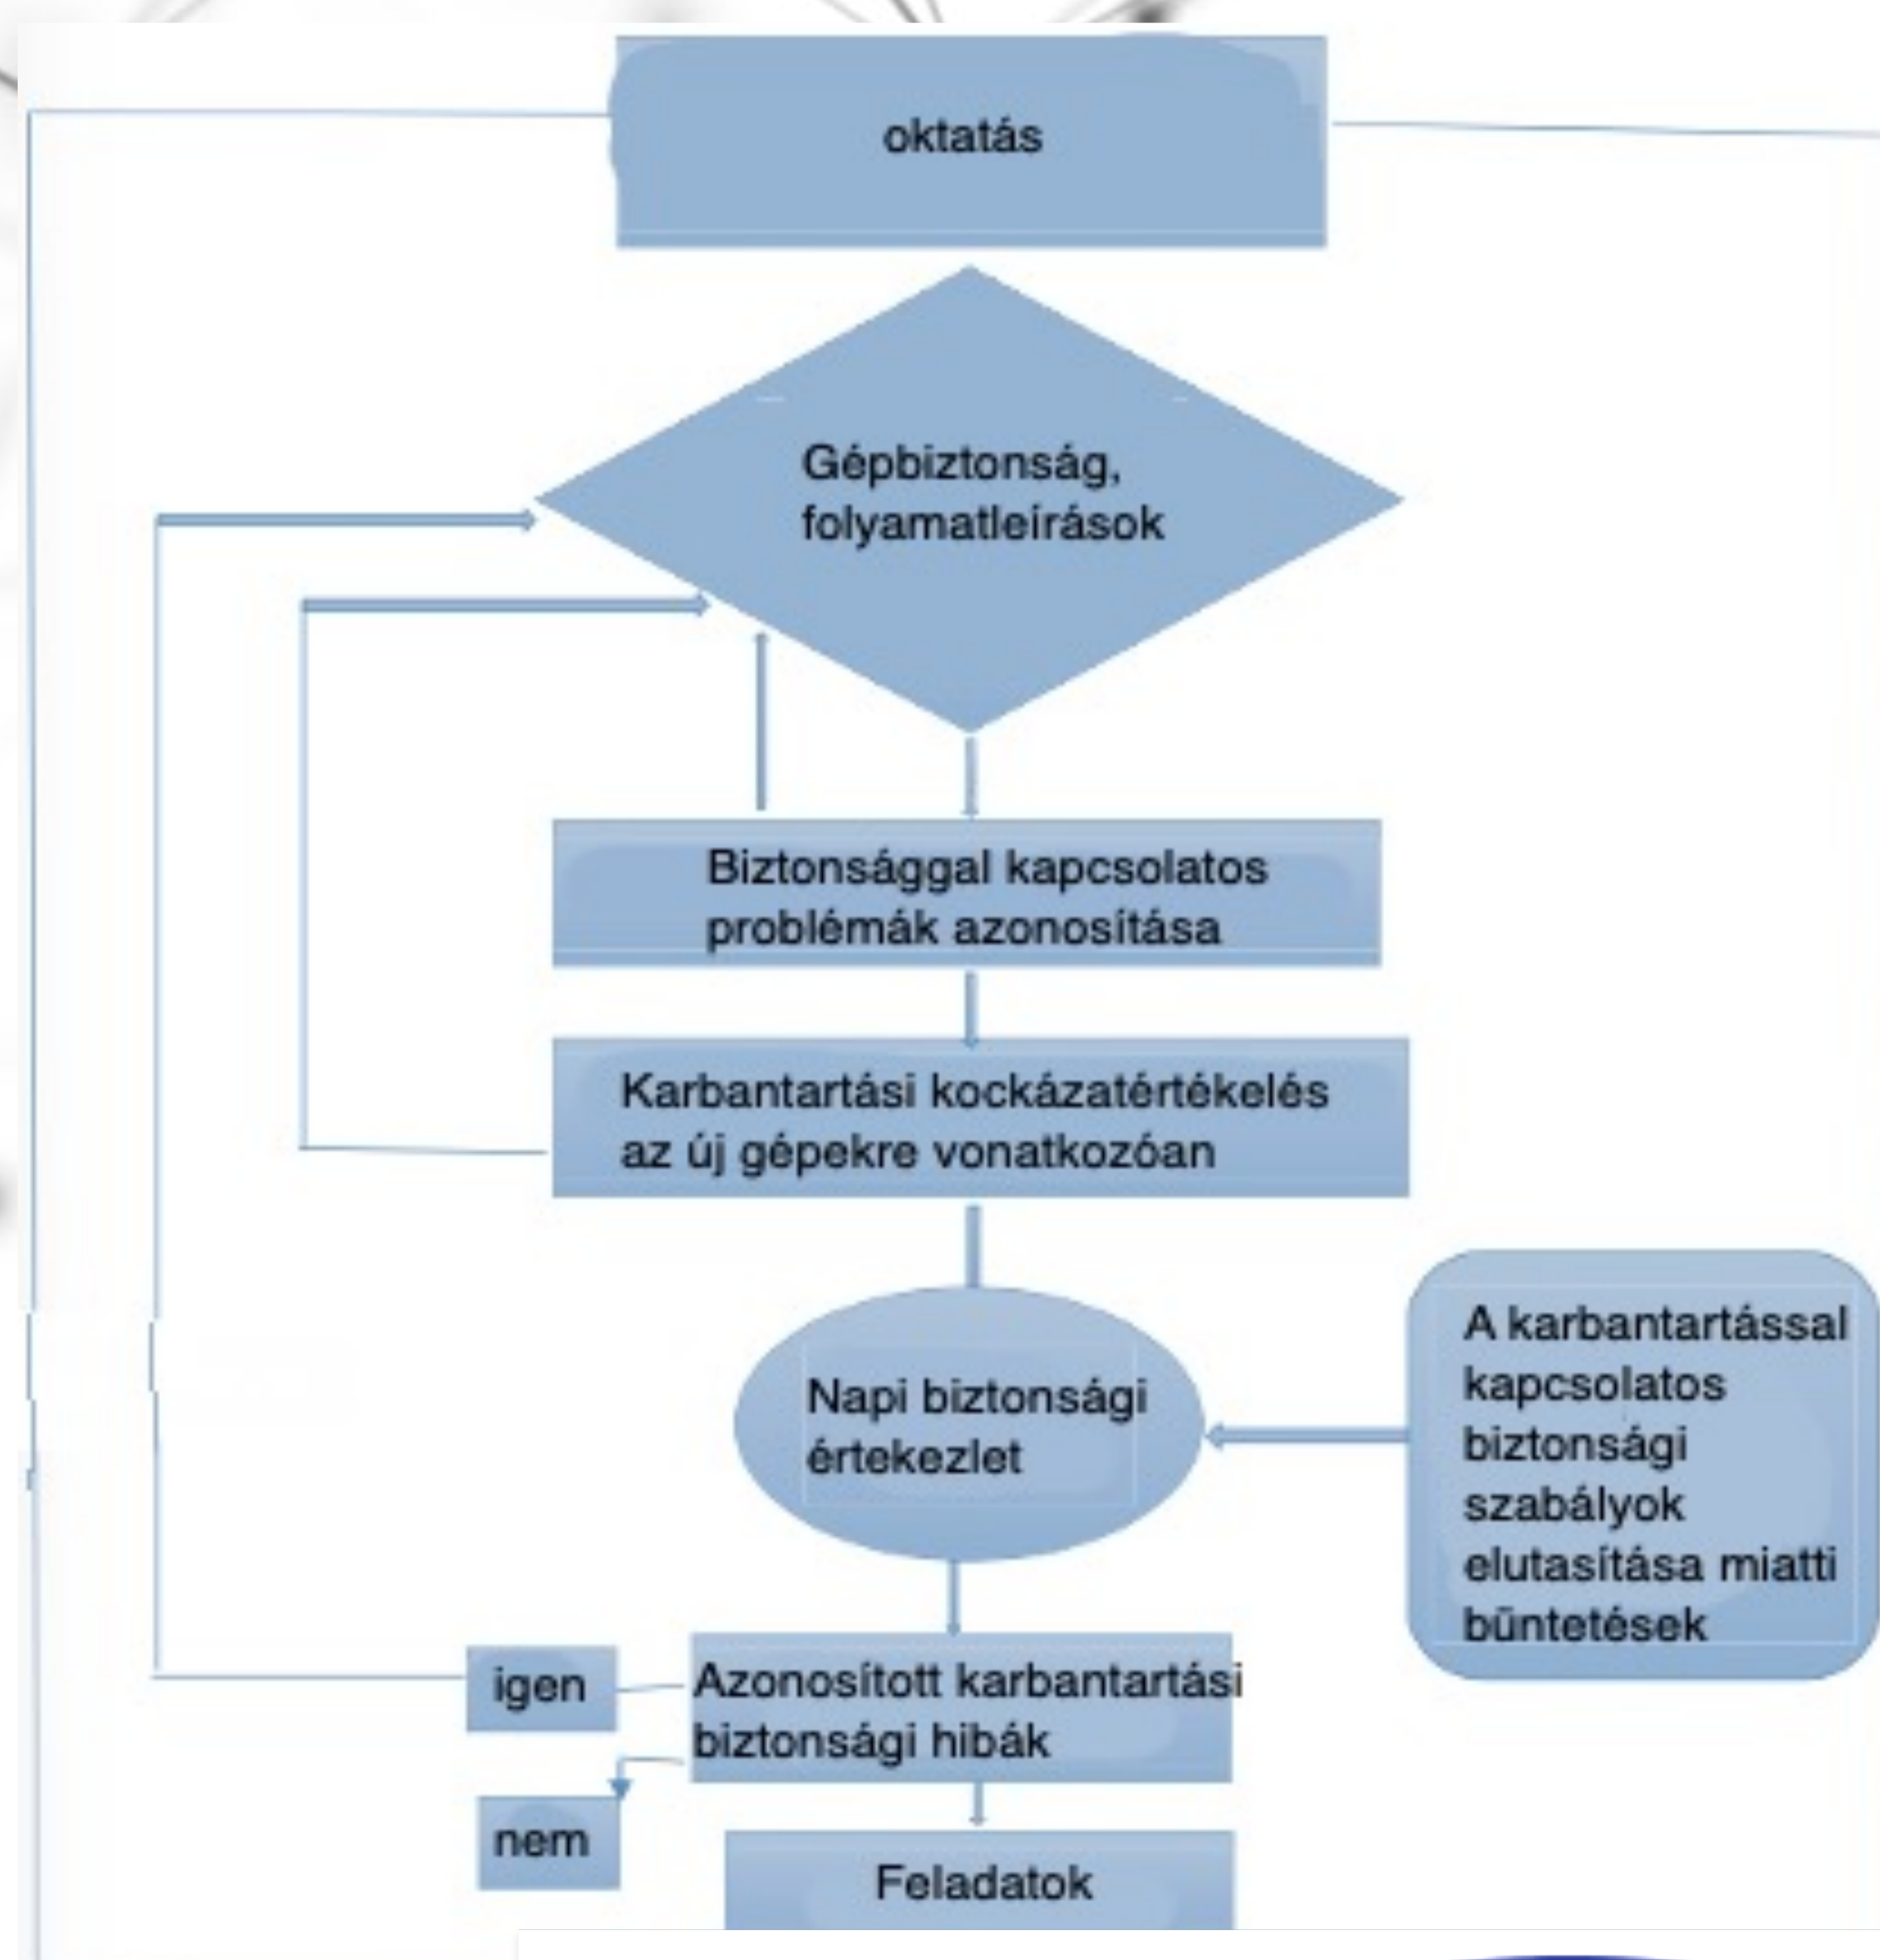 oktatás
Gépbiztonság,
folyamatleírások
Biztonsággal kapcsolatos
problémák azonosítása
Karbantartási kockázatértékelés
az új gépekre vonatkozóan
Napi biztonsági
értekezlet
A karbantartással
kapcsolatos
biztonsági
szabályok
elutasítása miatti
büntetések
igen
Azonosított karbantartási
biztonsági hibák
nem
Feladatok